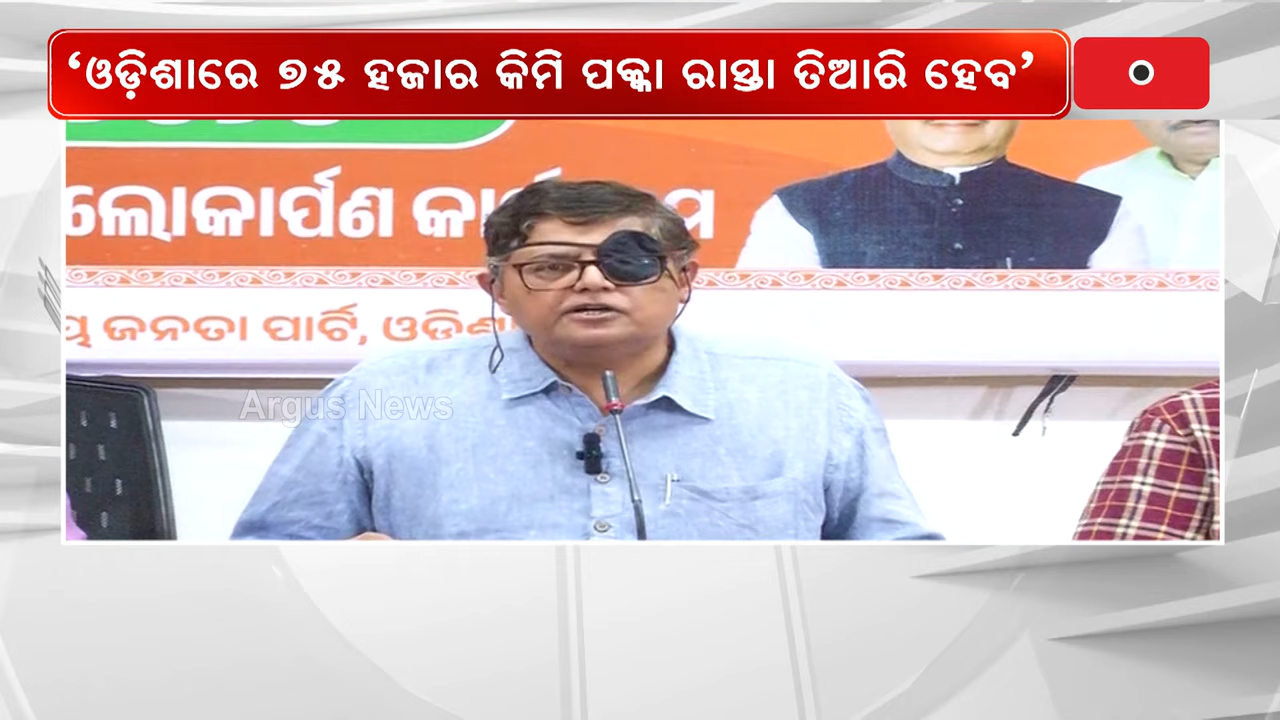 ‘ଓଡ଼ିଶାରେ ୭୫ ହଜାର କିମି ପକ୍କା ରାସ୍ତା ତିଆରି ହେବ’
ଲୋକାର୍ପଣ
ଜନତା ପାର୍ଟି, ଓଡିଶା
Argus News